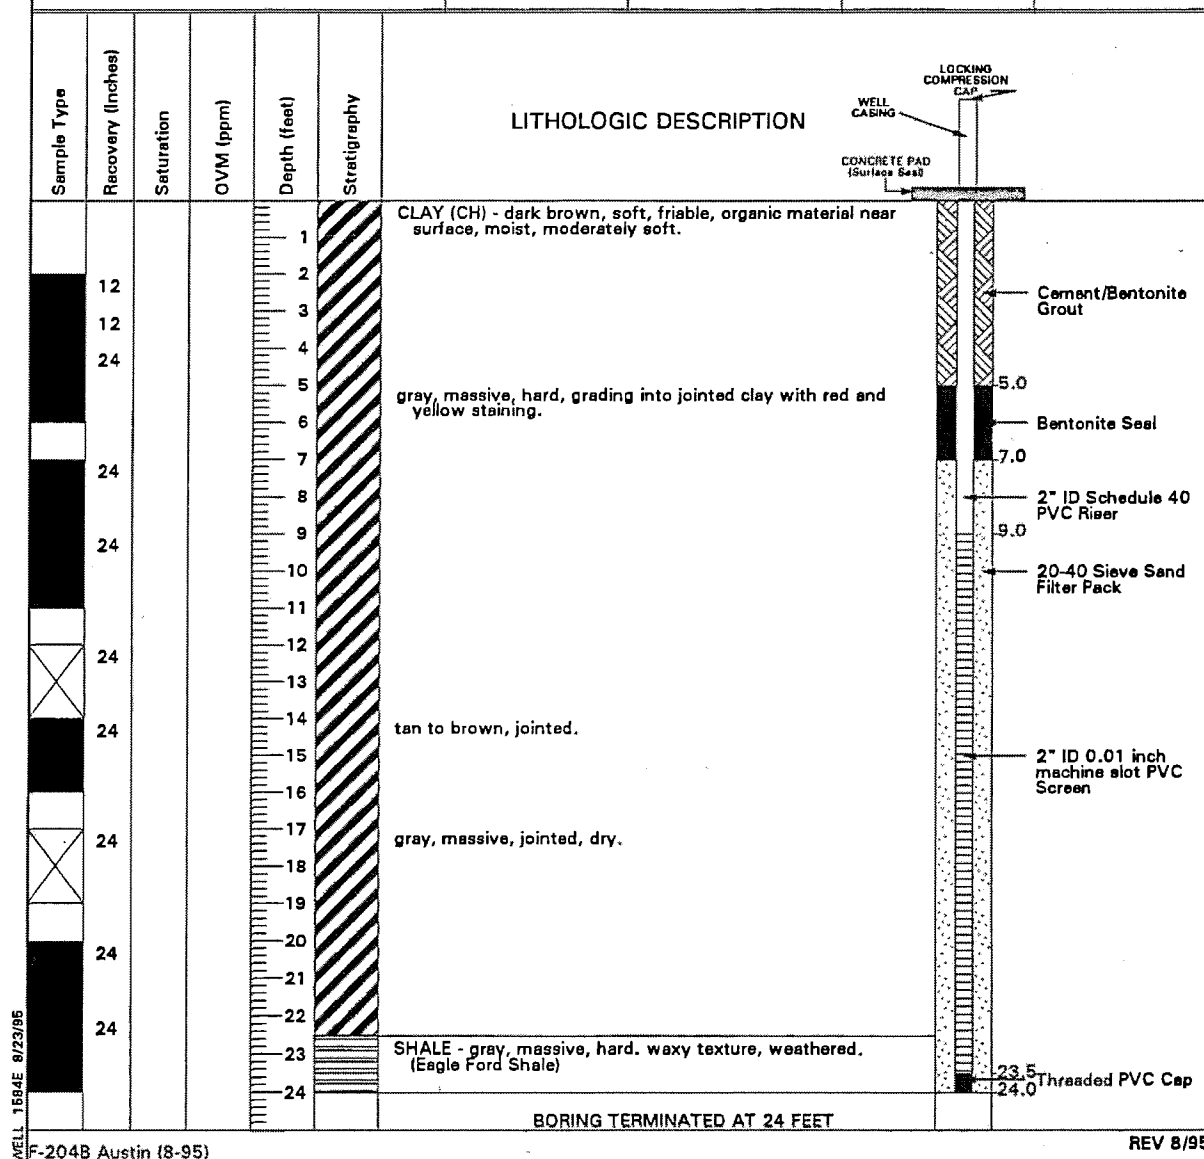 Sample Type
Racovery (Inches)
Saturation
OVM (ppm)
Depth (feet)
Stratigraphy
LITHOLOGIC DESCRIPTION
LOCKING
COMPRESSION
CAP
WELL
CASING
CONCRETE PAD
(Surface Seal)
CLAY (CH) - dark brown, soft, friable, organic material near
surface, moist, moderately soft.
1
2
12
Cement/Bentonite
Grout
3
12
4
24
5
5.0
gray, massive, hard, grading into jointed clay with red and
yellow staining.
6
Bentonite Seal
7
7.0
24
8
2" ID Schedule 40
PVC Riser
9
9.0
24
10
20-40 Sieve Sand
Filter Pack
11
12
24
13
14
24
tan to brown, jointed.
15
2" ID 0.01 inch
machine slot PVC
Screen
16
17
24
gray, massive, jointed, dry.
18
19
20
24
21
22
24
23
SHALE - gray, massive, hard. waxy texture, weathered.
(Eagle Ford Shale)
23.5
Threaded PVC Cap
24
24.0
BORING TERMINATED AT 24 FEET
WELL 1584E 8/23/95
F-204B Austin (8-95)
REV 8/95